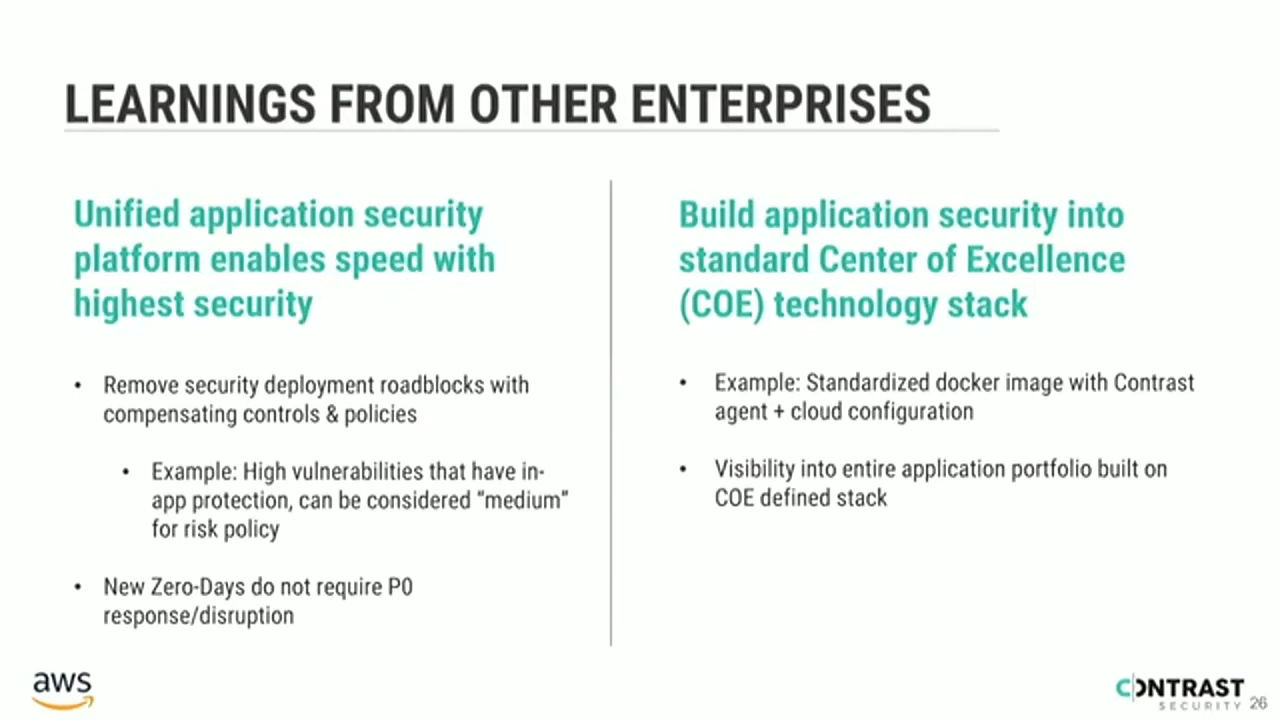 LEARNINGS FROM OTHER ENTERPRISES
Unified application security
platform enables speed with
highest security
• Remove security deployment roadblocks with
compensating controls & policies
• Example: High vulnerabilities that have in-
app protection, can be considered “medium”
for risk policy
• New Zero-Days do not require P0
response/disruption
Build application security into
standard Center of Excellence
(COE) technology stack
• Example: Standardized docker image with Contrast
agent + cloud configuration
• Visibility into entire application portfolio built on
COE defined stack
aws
CONTRAST
SECURITY
26